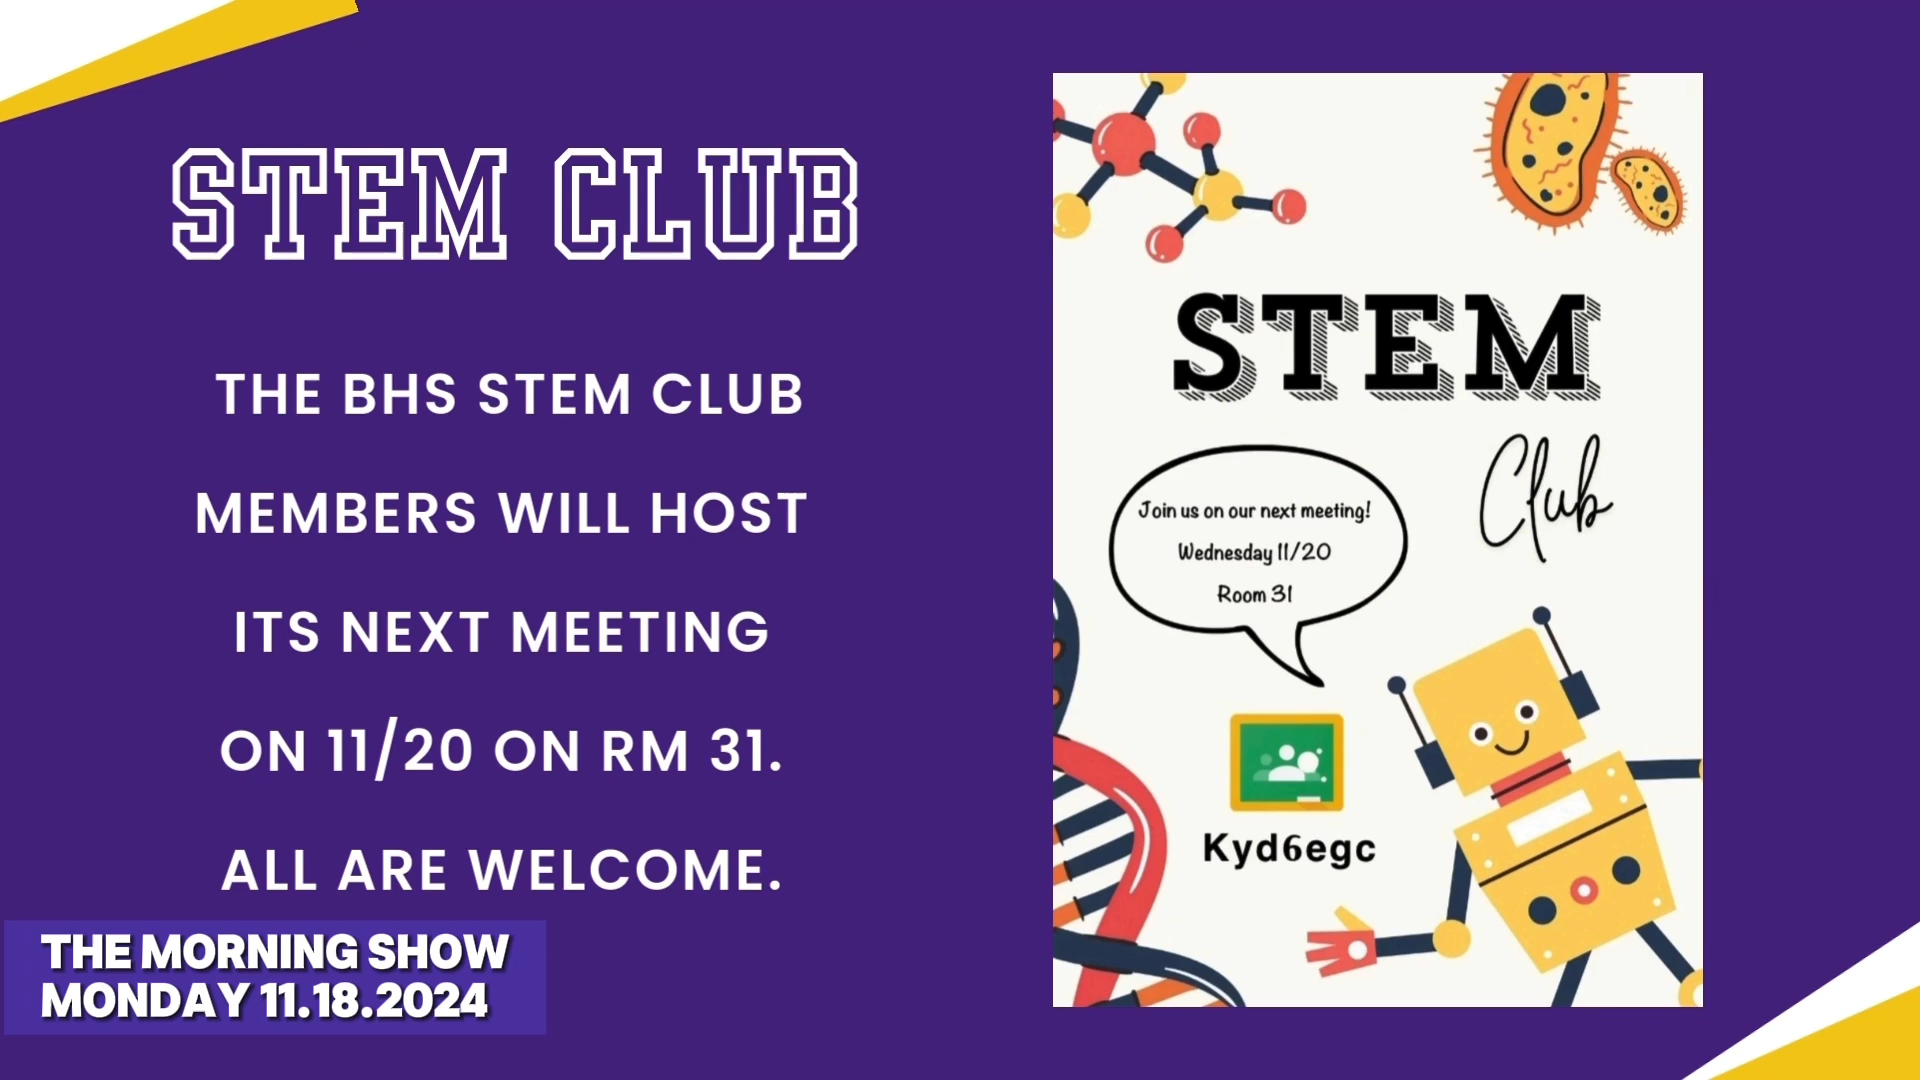 STEM CLUB
THE BHS STEM CLUB
MEMBERS WILL HOST
ITS NEXT MEETING
ON 11/20 ON RM 31.
ALL ARE WELCOME.
THE MORNING SHOW
MONDAY 11.18.2024
STEM
Club
Join us on our next meeting!
Wednesday 11/20
Room 31
Kyd6egc